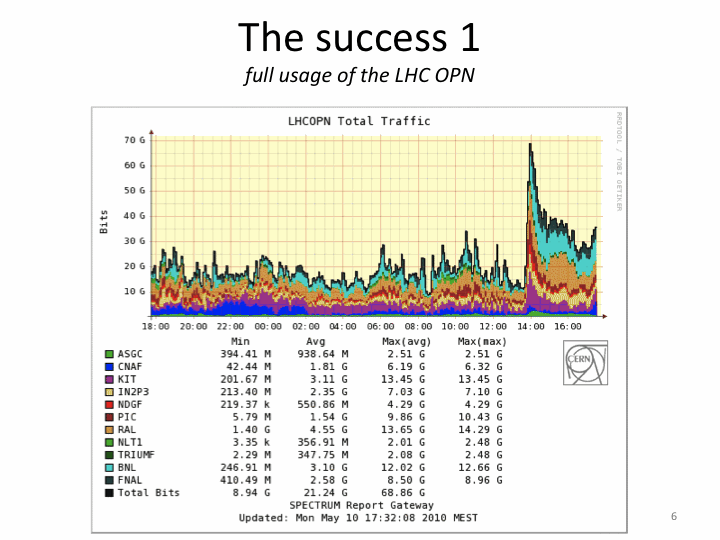 The success 1
full usage of the LHC OPN
LHCOPN Total Traffic
RRDTOOL / TOBI OETIKER
Bits
70 G
60 G
50 G
40 G
30 G
20 G
10 G
18:00 20:00 22:00 00:00 02:00 04:00 06:00 08:00 10:00 12:00 14:00 16:00
Min Avg Max(avg) Max(max)
ASGC 394.41 M 938.64 M 2.51 G 2.51 G
CNAF 42.44 M 1.81 G 6.19 G 6.32 G
KIT 201.67 M 3.11 G 13.45 G 13.45 G
IN2P3 213.40 M 2.35 G 7.03 G 7.10 G
NDGF 219.37 k 550.86 M 4.29 G 4.29 G
PIC 5.79 M 1.54 G 9.86 G 10.43 G
RAL 1.40 G 4.55 G 13.65 G 14.29 G
NLT1 3.35 k 356.91 M 2.01 G 2.48 G
TRIUMF 2.29 M 347.75 M 2.08 G 2.48 G
BNL 246.91 M 3.10 G 12.02 G 12.66 G
FNAL 410.49 M 2.58 G 8.50 G 8.96 G
Total Bits 8.94 G 21.24 G 68.86 G
CERN
SPECTRUM Report Gateway
Updated: Mon May 10 17:32:08 2010 MEST
6